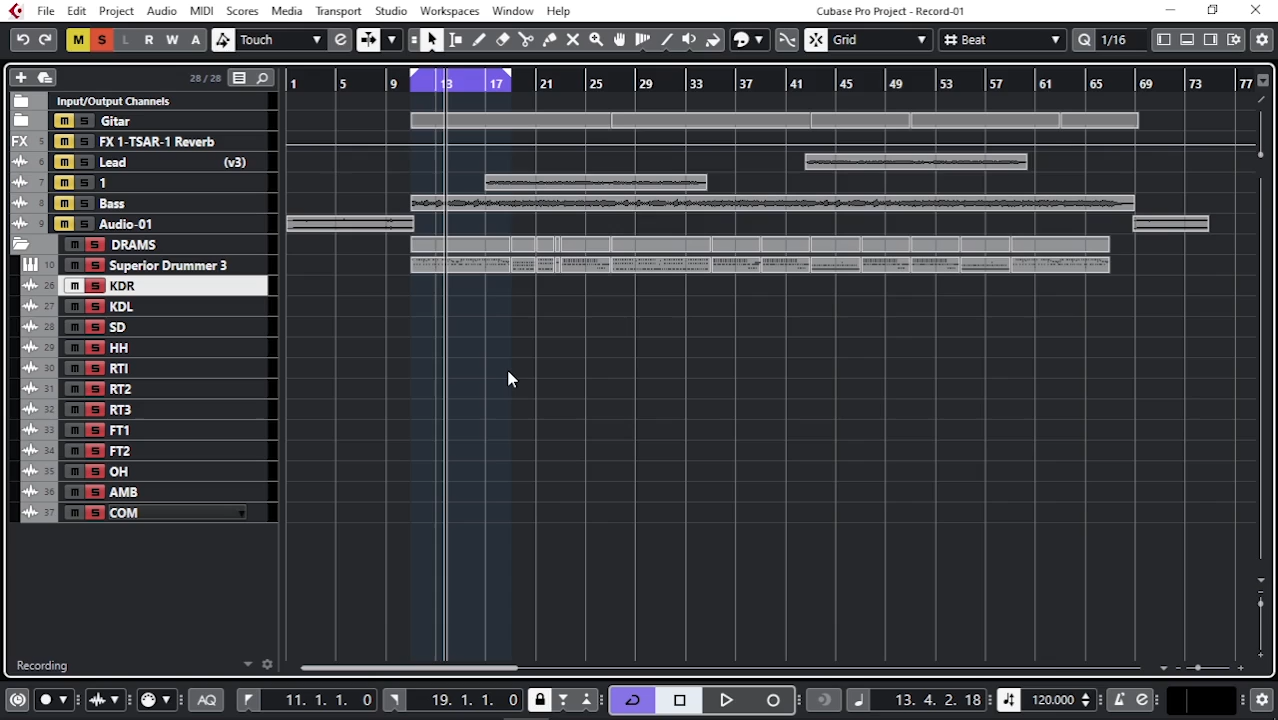 File Edit Project Audio MIDI Scores Media Transport Studio Workspaces Window Help Cubase Pro Project - Record-01
M S L R W A Touch Grid Beat Q 1/16
28 / 28 1 5 9 13 17 21 25 29 33 37 41 45 49 53 57 61 65 69 73 77
Input/Output Channels
m S Gitar
FX 5 m S FX 1-TSAR-1 Reverb
6 m S Lead (v3)
7 m S 1
8 m S Bass
9 m S Audio-01
m S DRAMS
10 m S Superior Drummer 3
26 m S KDR
27 m S KDL
28 m S SD
29 m S HH
30 m S RTI
31 m S RT2
32 m S RT3
33 m S FT1
34 m S FT2
35 m S OH
36 m S AMB
37 m S COM
Recording
AQ 11. 1. 1. 0 19. 1. 1. 0 13. 4. 2. 18 120.000